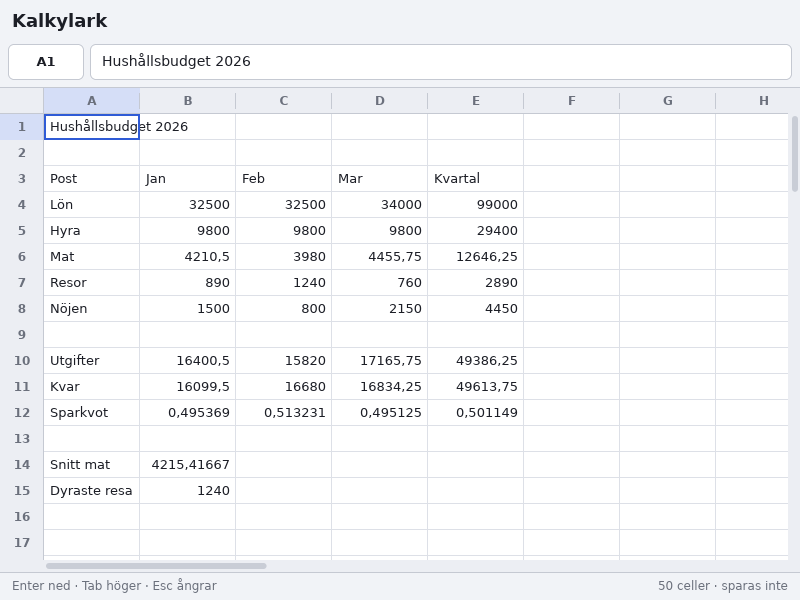 Kalkylark
A1 Hushållsbudget 2026
A B C D E F G H
1 Hushållsbudget 2026
2
3 Post Jan Feb Mar Kvartal
4 Lön 32500 32500 34000 99000
5 Hyra 9800 9800 9800 29400
6 Mat 4210,5 3980 4455,75 12646,25
7 Resor 890 1240 760 2890
8 Nöjen 1500 800 2150 4450
9
10 Utgifter 16400,5 15820 17165,75 49386,25
11 Kvar 16099,5 16680 16834,25 49613,75
12 Sparkvot 0,495369 0,513231 0,495125 0,501149
13
14 Snitt mat 4215,41667
15 Dyraste resa 1240
16
17
Enter ned · Tab höger · Esc ångrar 50 celler · sparas inte